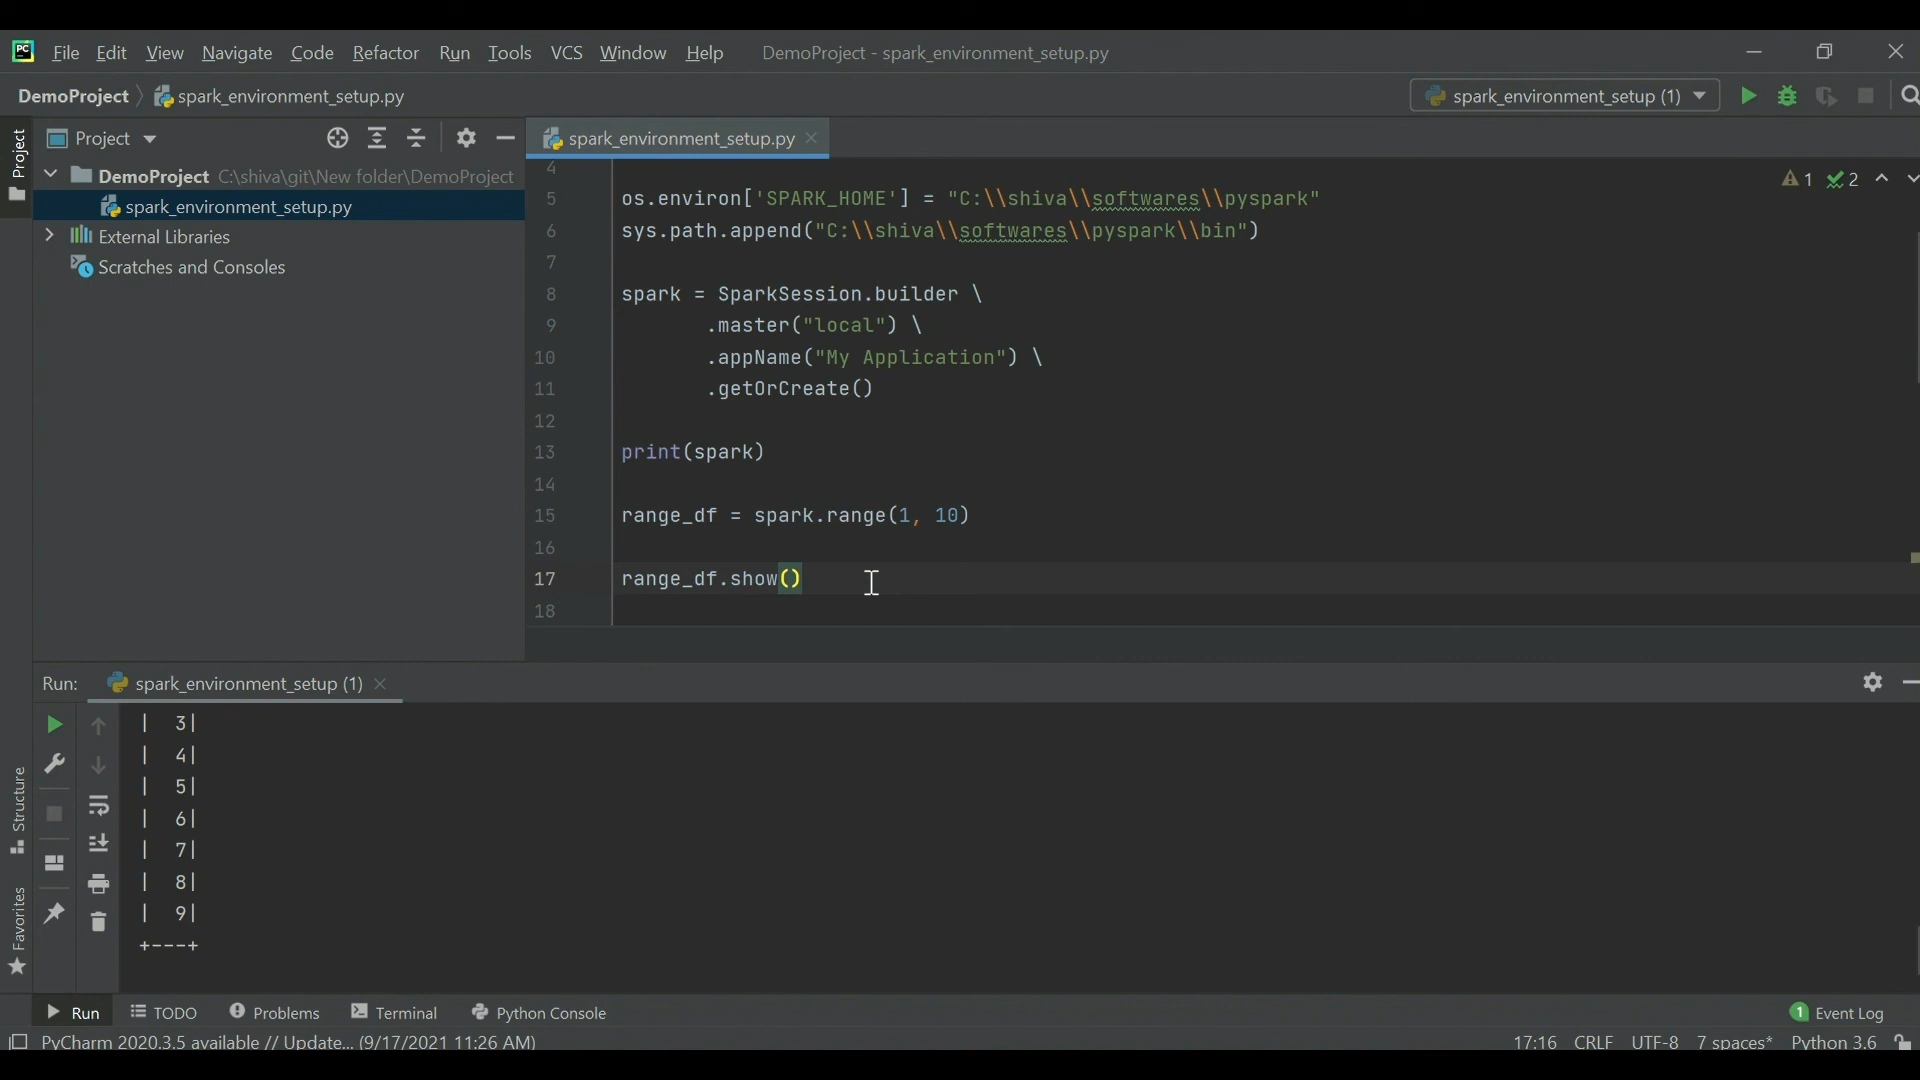 PC File Edit View Navigate Code Refactor Run Tools VCS Window Help DemoProject - spark_environment_setup.py
DemoProject spark_environment_setup.py spark_environment_setup (1)
Project
Project
DemoProject C:\shiva\git\New folder\DemoProject
spark_environment_setup.py
External Libraries
Scratches and Consoles
spark_environment_setup.py
1 2
4
5 os.environ['SPARK_HOME'] = "C:\\shiva\\softwares\\pyspark"
6 sys.path.append("C:\\shiva\\softwares\\pyspark\\bin")
7
8 spark = SparkSession.builder \
9 .master("local") \
10 .appName("My Application") \
11 .getOrCreate()
12
13 print(spark)
14
15 range_df = spark.range(1, 10)
16
17 range_df.show()
18
Run: spark_environment_setup (1)
| 3|
| 4|
| 5|
| 6|
| 7|
| 8|
| 9|
+---+
Structure
Favorites
Run TODO Problems Terminal Python Console 1 Event Log
PyCharm 2020.3.5 available // Update... (9/17/2021 11:26 AM) 17:16 CRLF UTF-8 7 spaces* Python 3.6